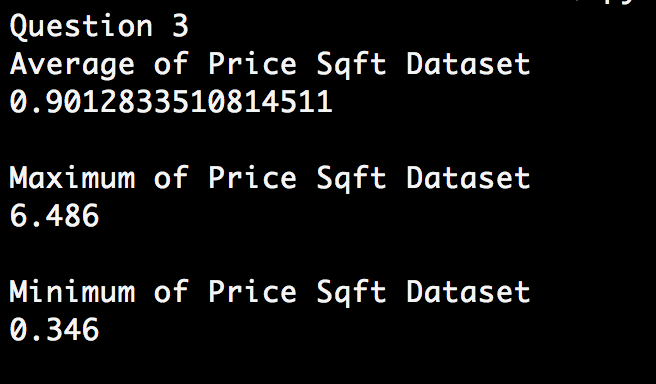 Question 3
Average of Price Sqft Dataset
0.9012833510814511
Maximum of Price Sqft Dataset
6.486
Minimum of Price Sqft Dataset
0.346